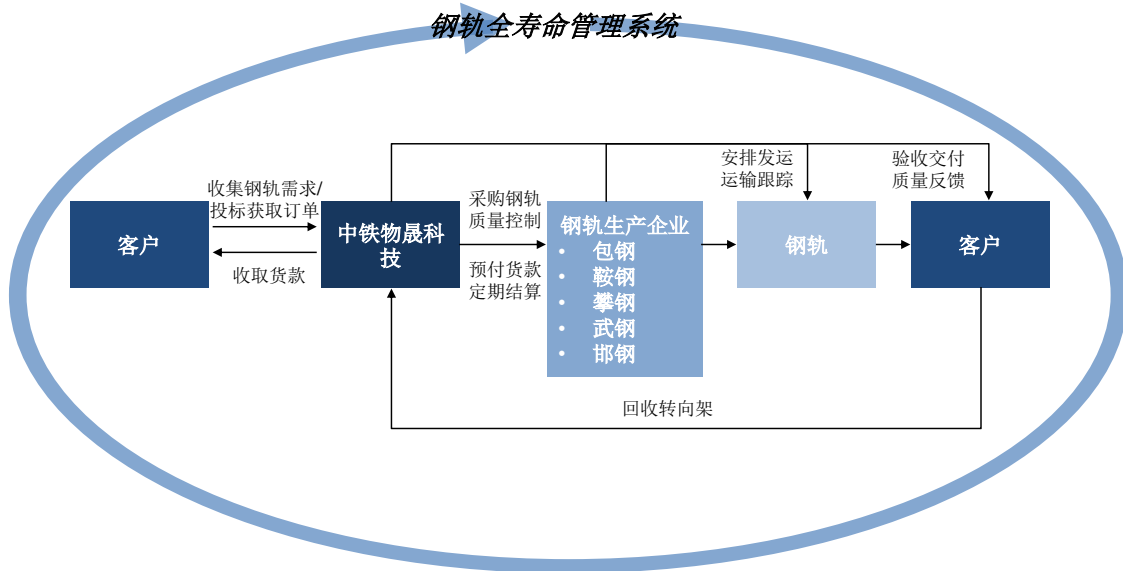 钢轨全寿命管理系统
收集钢轨需求/
投标获取订单
收取货款
客户
中铁物晟科
技
采购钢轨
质量控制
预付货款
定期结算
钢轨生产企业
• 包钢
• 鞍钢
• 攀钢
• 武钢
• 邯钢
安排发运
运输跟踪
钢轨
验收交付
质量反馈
客户
回收转向架